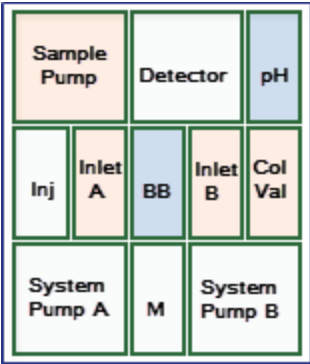 Sample
Pump
Detector
pH
Inj
Inlet
A
BB
Inlet
B
Col
Val
System
Pump A
M
System
Pump B